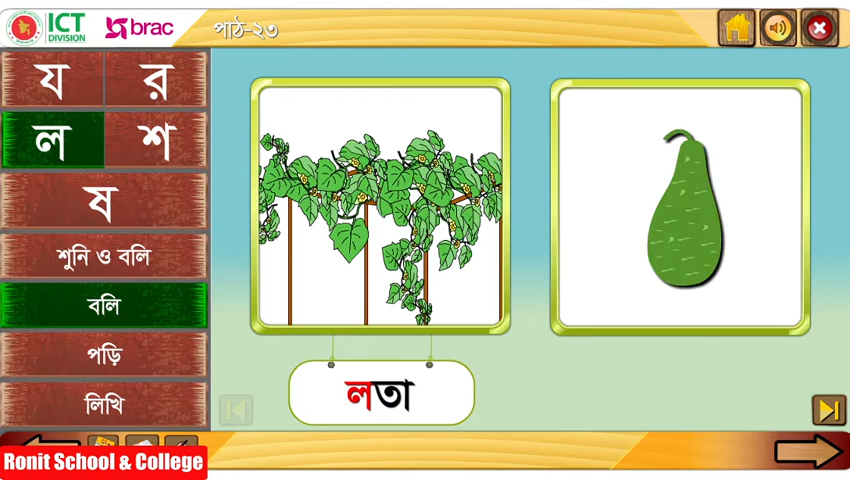 ICT
DIVISION
brac
পাঠ-২৩
য
র
ল
শ
ষ
শুনি ও বলি
বলি
পড়ি
লিখি
লতা
Ronit School & College